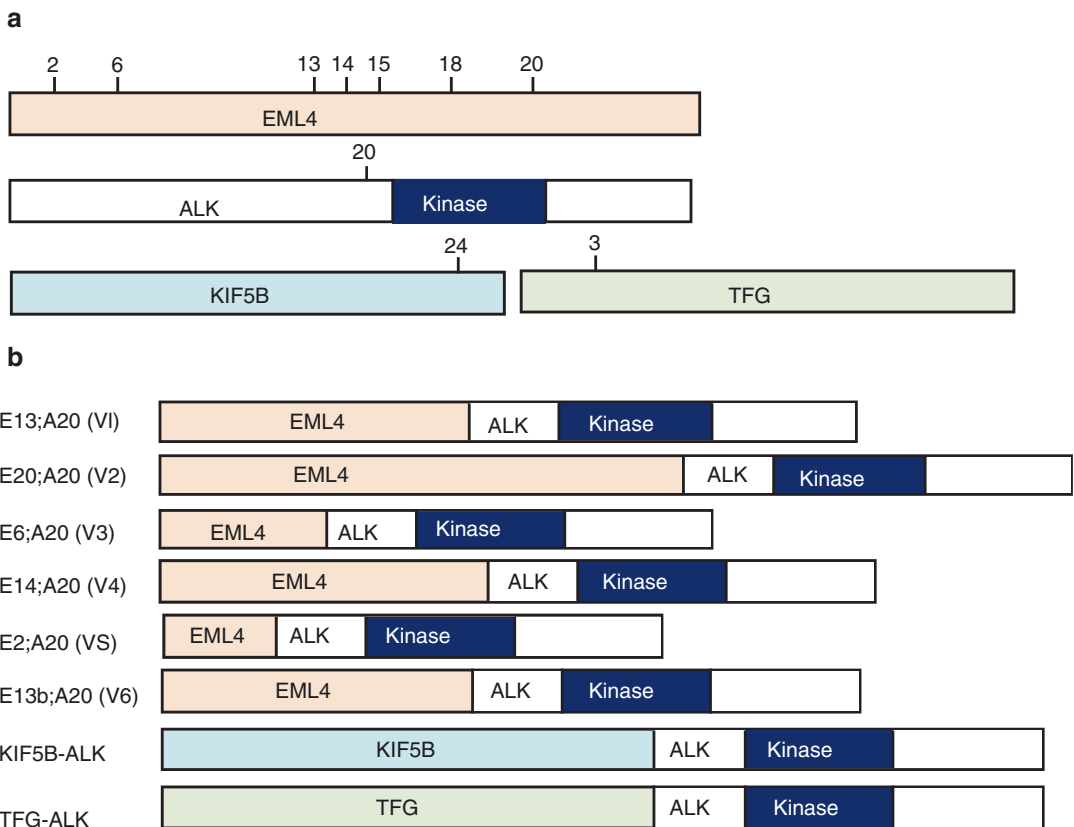 a
2 6 13 14 15 18 20
EML4
20
ALK Kinase
24 3
KIF5B TFG
b
E13;A20 (VI) EML4 ALK Kinase
E20;A20 (V2) EML4 ALK Kinase
E6;A20 (V3) EML4 ALK Kinase
E14;A20 (V4) EML4 ALK Kinase
E2;A20 (VS) EML4 ALK Kinase
E13b;A20 (V6) EML4 ALK Kinase
KIF5B-ALK KIF5B ALK Kinase
TFG-ALK TFG ALK Kinase